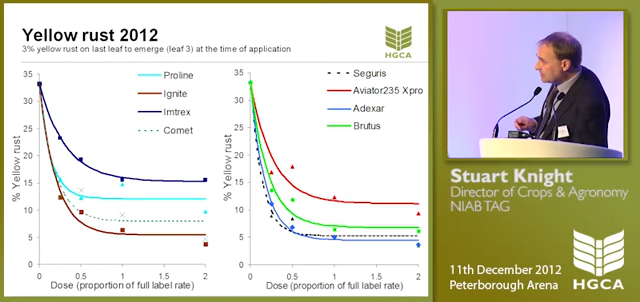 Yellow rust 2012
3% yellow rust on last leaf to emerge (leaf 3) at the time of application
HGCA
% Yellow rust
35
30
25
20
15
10
5
0
Proline
Ignite
Imtrex
Comet
0
0.5
1
1.5
2
Dose (proportion of full label rate)
% Yellow rust
35
30
25
20
15
10
5
0
Seguris
Aviator235 Xpro
Adexar
Brutus
0
0.5
1
1.5
2
Dose (proportion of full label rate)
Stuart Knight
Director of Crops & Agronomy
NIAB TAG
11th December 2012
Peterborough Arena
HGCA